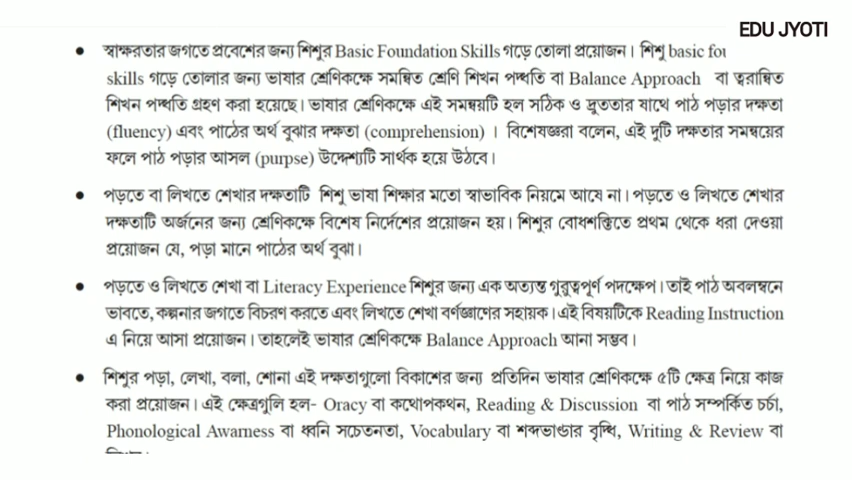 EDU JYOTI
• স্বাক্ষরতার জগতে প্রবেশের জন্য শিশুর Basic Foundation Skills গড়ে তোলা প্রয়োজন। শিশু basic fou
skills গড়ে তোলার জন্য ভাষার শ্রেণিকক্ষে সমন্বিত শ্রেণি শিখন পদ্ধতি বা Balance Approach বা ত্বরান্বিত
শিখন পদ্ধতি গ্রহণ করা হয়েছে। ভাষার শ্রেণিকক্ষে এই সমন্বয়টি হল সঠিক ও দ্রুততার ষাথে পাঠ পড়ার দক্ষতা
(fluency) এবং পাঠের অর্থ বুঝার দক্ষতা (comprehension) । বিশেষজ্ঞরা বলেন, এই দুটি দক্ষতার সমন্বয়ের
ফলে পাঠ পড়ার আসল (purpse) উদ্দেশ্যটি সার্থক হয়ে উঠবে।
• পড়তে বা লিখতে শেখার দক্ষতাটি শিশু ভাষা শিক্ষার মতো স্বাভাবিক নিয়মে আষে না। পড়তে ও লিখতে শেখার
দক্ষতাটি অর্জনের জন্য শ্রেণিকক্ষে বিশেষ নির্দেশের প্রয়োজন হয়। শিশুর বোধশক্তিতে প্রথম থেকে ধরা দেওয়া
প্রয়োজন যে, পড়া মানে পাঠের অর্থ বুঝা।
• পড়তে ও লিখতে শেখা বা Literacy Experience শিশুর জন্য এক অত্যন্ত গুরুত্বপূর্ণ পদক্ষেপ। তাই পাঠ অবলম্বনে
ভাবতে, কল্পনার জগতে বিচরণ করতে এবং লিখতে শেখা বর্ণজ্ঞাণের সহায়ক। এই বিষয়টিকে Reading Instruction
এ নিয়ে আসা প্রয়োজন। তাহলেই ভাষার শ্রেণিকক্ষে Balance Approach আনা সম্ভব।
• শিশুর পড়া, লেখা, বলা, শোনা এই দক্ষতাগুলো বিকাশের জন্য প্রতিদিন ভাষার শ্রেণিকক্ষে ৫টি ক্ষেত্র নিয়ে কাজ
করা প্রয়োজন। এই ক্ষেত্রগুলি হল- Oracy বা কথোপকথন, Reading & Discussion বা পাঠ সম্পর্কিত চর্চা,
Phonological Awarness বা ধ্বনি সচেতনতা, Vocabulary বা শব্দভাণ্ডার বৃদ্ধি, Writing & Review বা